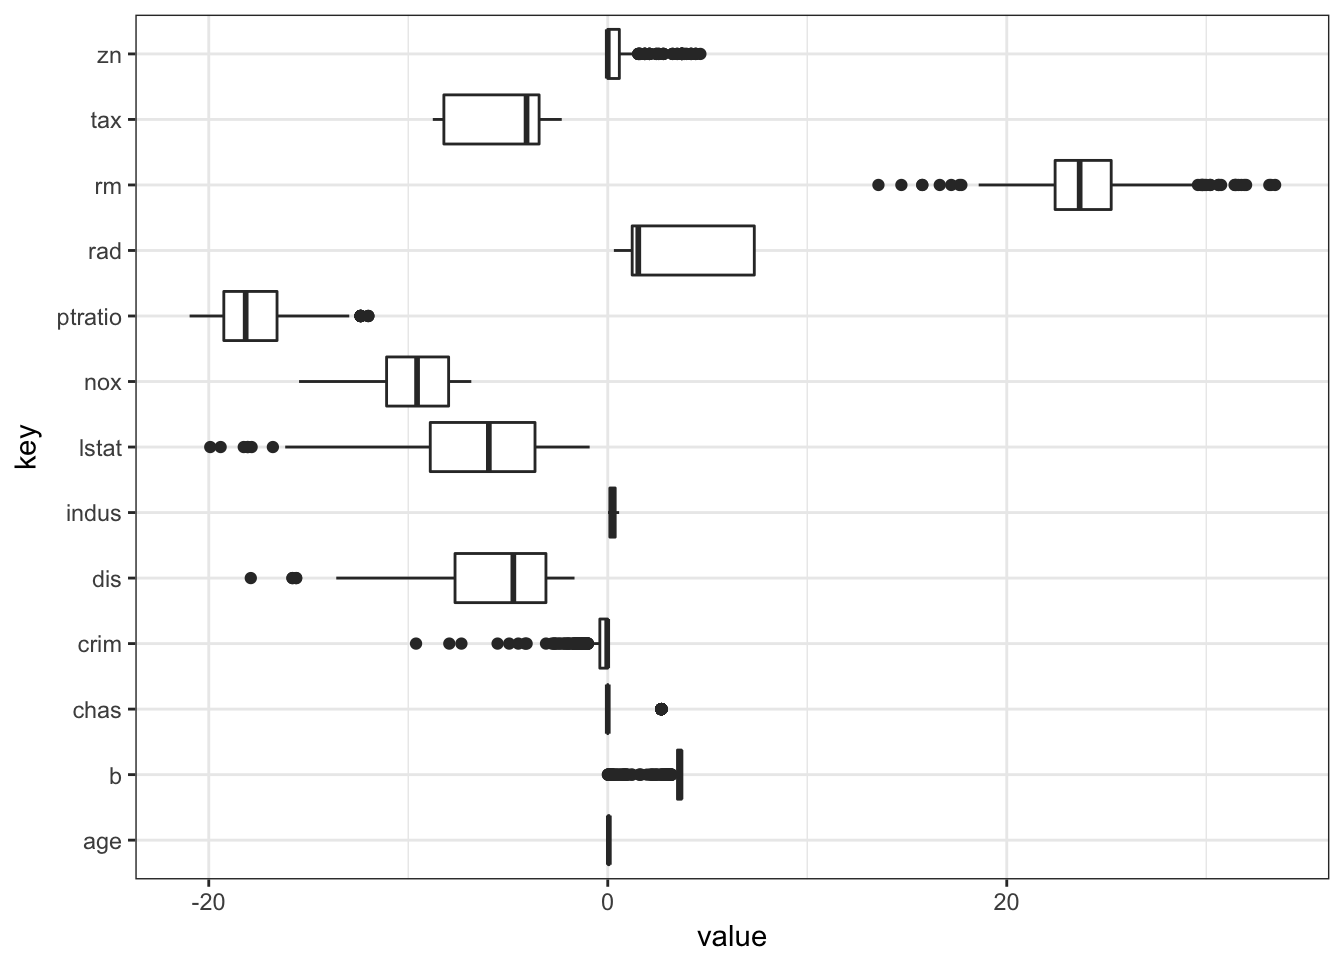 zn
tax
rm
rad
ptratio
nox
lstat
indus
dis
crim
chas
b
age
key
-20 0 20
value